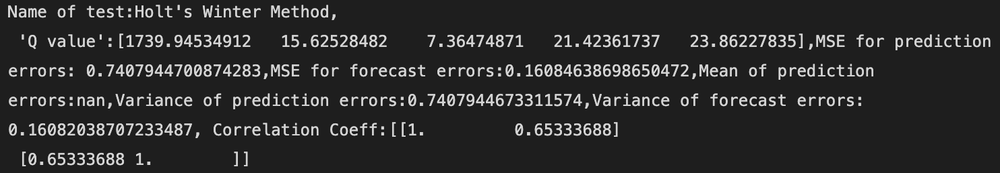 Name of test:Holt's Winter Method,
 'Q value':[1739.94534912   15.62528482    7.36474871   21.42361737   23.86227835],MSE for prediction
errors: 0.7407944700874283,MSE for forecast errors:0.16084638698650472,Mean of prediction
errors:nan,Variance of prediction errors:0.7407944673311574,Variance of forecast errors:
0.16082038707233487, Correlation Coeff:[[1.         0.65333688]
 [0.65333688 1.        ]]